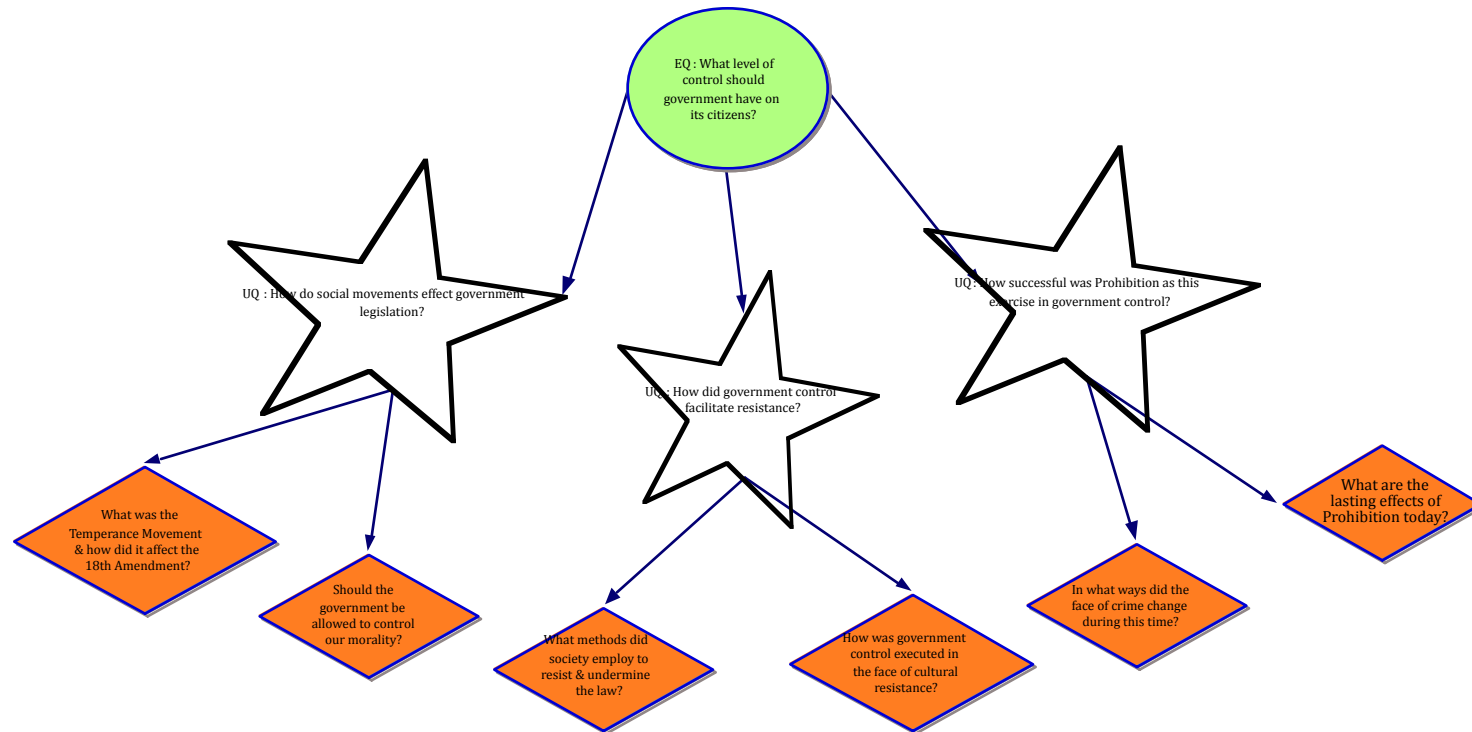 EQ : What level of
control should
government have on
its citizens?
UQ : How do social movements effect government
legislation?
UQ : How did government control
facilitate resistance?
UQ : How successful was Prohibition as this
exercise in government control?
What was the
Temperance Movement
& how did it affect the
18th Amendment?
Should the
government be
allowed to control
our morality?
What methods did
society employ to
resist & undermine
the law?
How was government
control executed in
the face of cultural
resistance?
In what ways did the
face of crime change
during this time?
What are the
lasting effects of
Prohibition today?